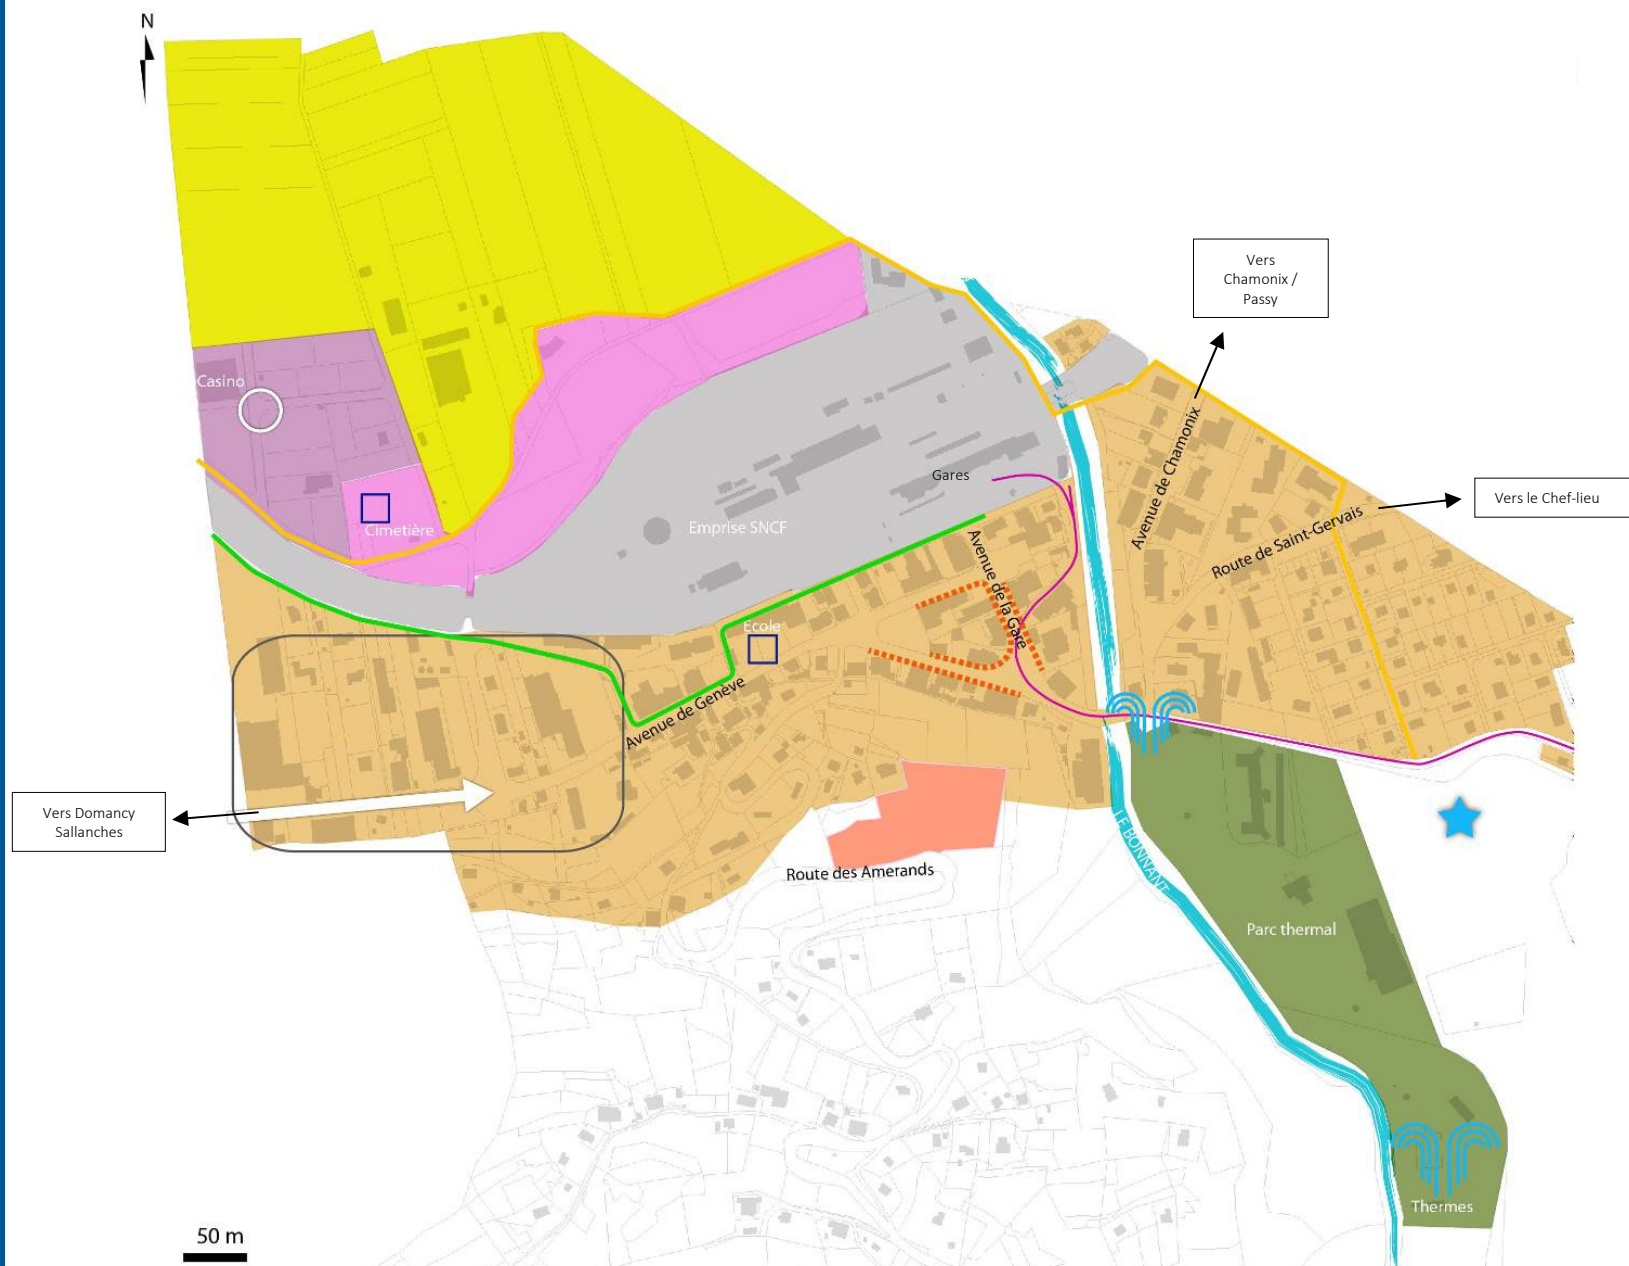 N
Vers
Chamonix /
Passy
Casino
Avenue de Chamonix
Gares
Vers le Chef-lieu
Cimetière
Emprise SNCF
Route de Saint-Gervais
Avenue de la Gare
Ecole
Avenue de Genève
Vers Domancy
Sallanches
LE BONNANT
Route des Amerands
Parc thermal
Thermes
50 m